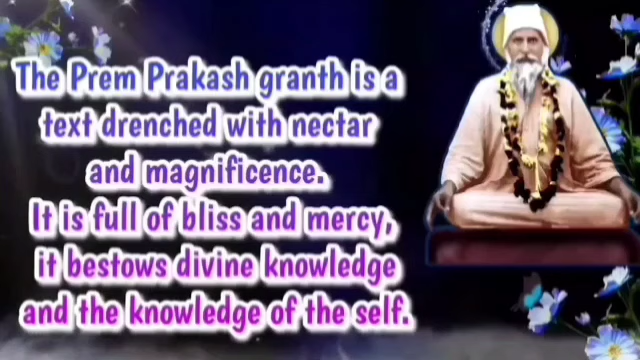 The Prem Prakash granth is a
text drenched with nectar
and magnificence.
It is full of bliss and mercy,
it bestows divine knowledge
and the knowledge of the self.